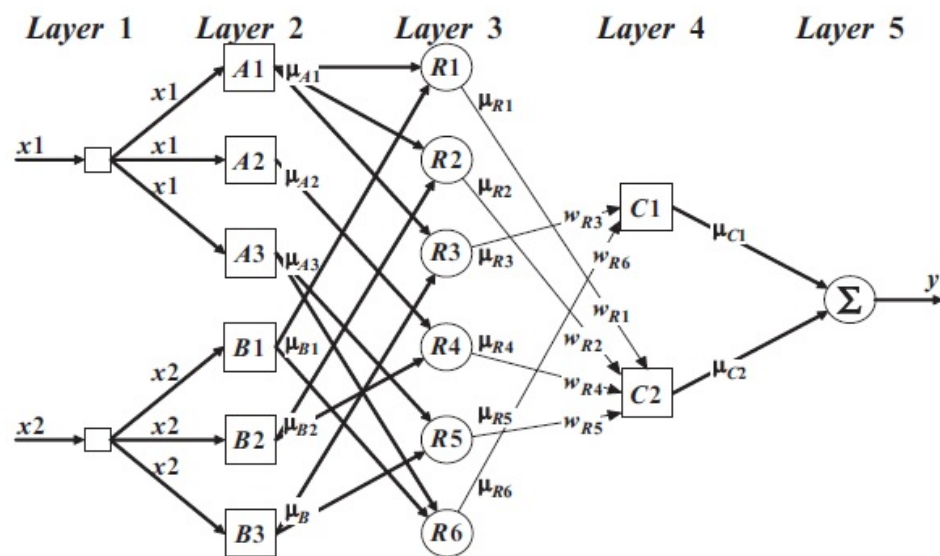 Layer 1 Layer 2 Layer 3 Layer 4 Layer 5
A1 μA1 R1
x1 μR1
x1 x1 A2 R2
μA2 μR2 C1
x1 wR3 μC1
A3 μA3 R3 μR3 wR6
y
Σ
wR1
B1 μB1 R4 μR4 wR2
x2 wR4 C2 μC2
x2 x2 B2 μB2 R5 μR5 wR5
x2
μB μR6
B3 R6